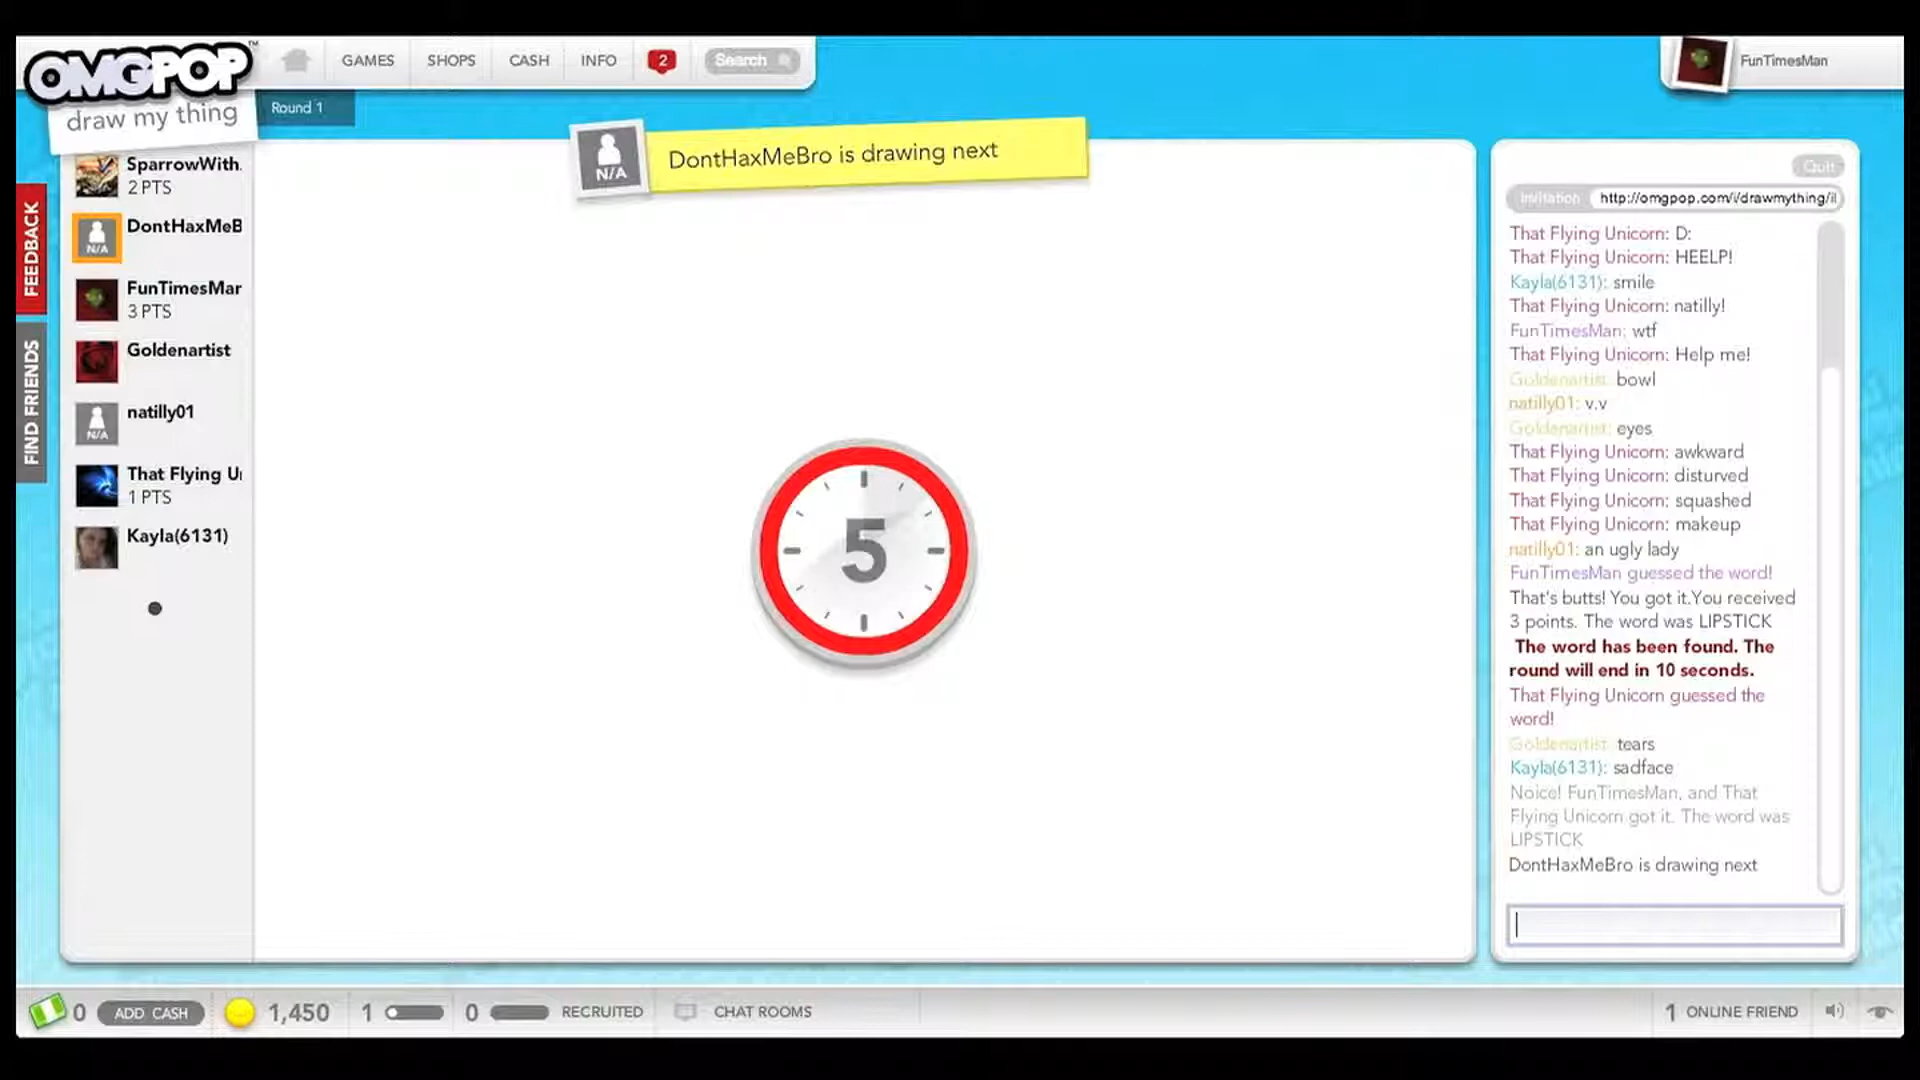 OMGPOP™
GAMES
SHOPS
CASH
INFO
2
Search
FunTimesMan
draw my thing
Round 1
DontHaxMeBro is drawing next
N/A
FEEDBACK
FIND FRIENDS
SparrowWith.
2 PTS
DontHaxMeB
N/A
FunTimesMar
3 PTS
Goldenartist
natilly01
N/A
That Flying U
1 PTS
Kayla(6131)
5
Quit
Invitation http://omgpop.com/i/drawmything/il
That Flying Unicorn: D:
That Flying Unicorn: HEELP!
Kayla(6131): smile
That Flying Unicorn: natilly!
FunTimesMan: wtf
That Flying Unicorn: Help me!
Goldenartist: bowl
natilly01: v.v
Goldenartist: eyes
That Flying Unicorn: awkward
That Flying Unicorn: disturved
That Flying Unicorn: squashed
That Flying Unicorn: makeup
natilly01: an ugly lady
FunTimesMan guessed the word!
That's butts! You got it.You received
3 points. The word was LIPSTICK
The word has been found. The
round will end in 10 seconds.
That Flying Unicorn guessed the
word!
Goldenartist: tears
Kayla(6131): sadface
Noice! FunTimesMan, and That
Flying Unicorn got it. The word was
LIPSTICK
DontHaxMeBro is drawing next
0
ADD CASH
1,450
1
0
RECRUITED
CHAT ROOMS
1 ONLINE FRIEND